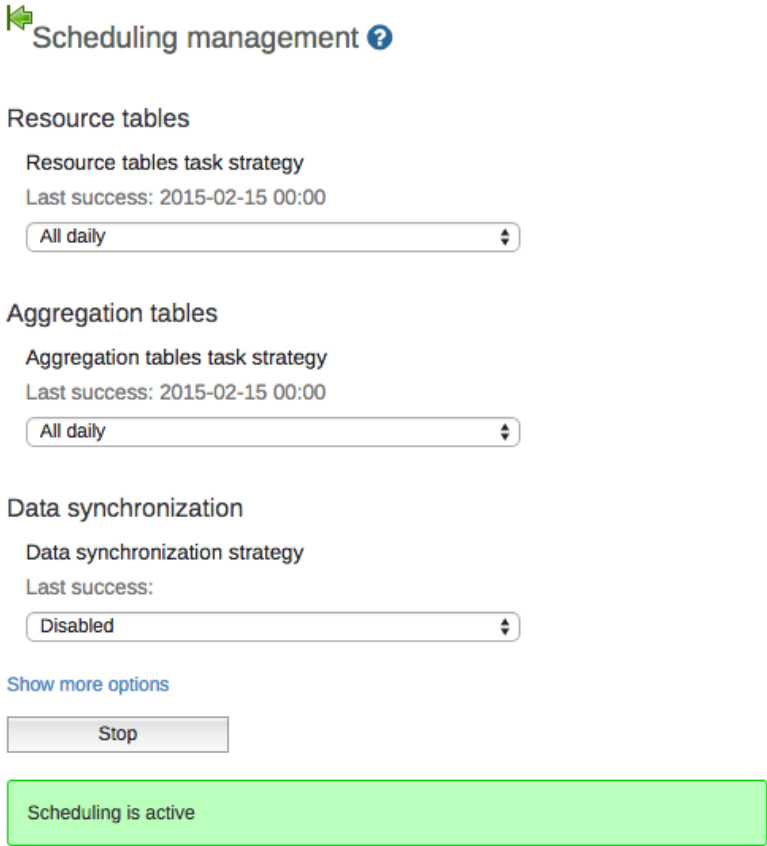 Scheduling management ?
Resource tables
Resource tables task strategy
Last success: 2015-02-15 00:00
All daily
Aggregation tables
Aggregation tables task strategy
Last success: 2015-02-15 00:00
All daily
Data synchronization
Data synchronization strategy
Last success:
Disabled
Show more options
Stop
Scheduling is active